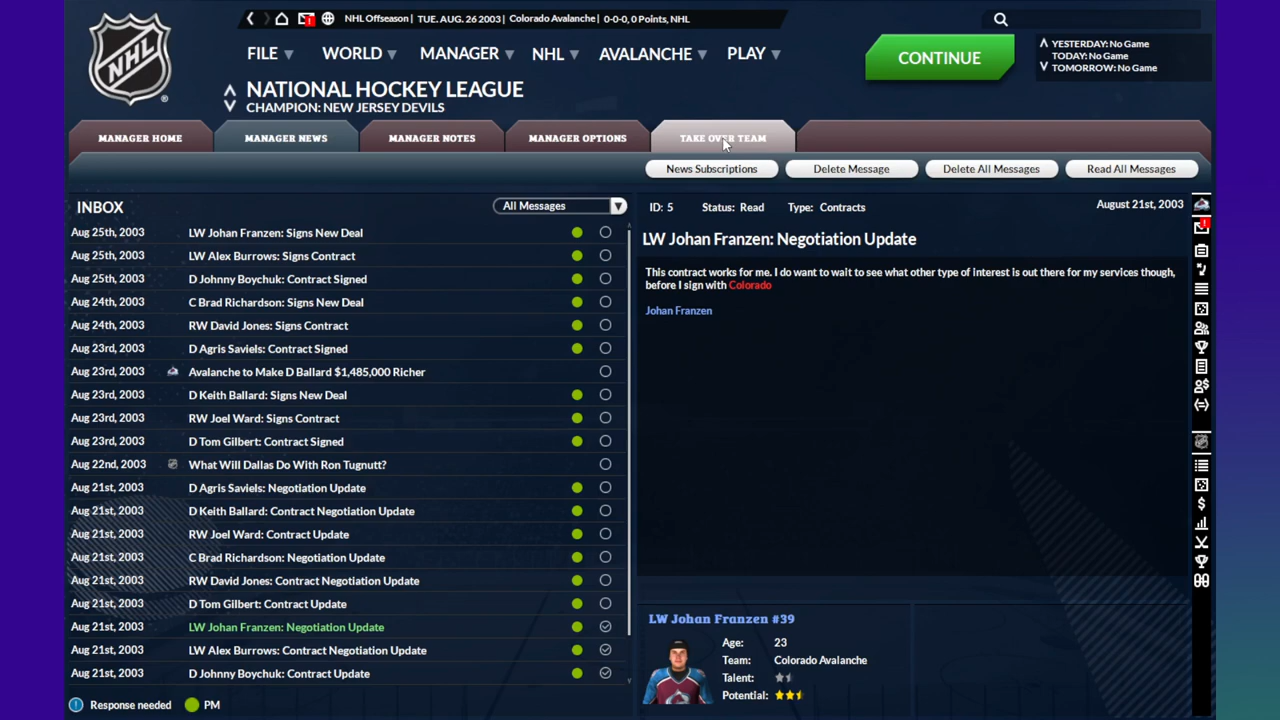 NHL Offseason | TUE. AUG. 26 2003 | Colorado Avalanche | 0-0-0, 0 Points, NHL
FILE WORLD MANAGER NHL AVALANCHE PLAY
CONTINUE
YESTERDAY: No Game
TODAY: No Game
TOMORROW: No Game
NHL
NATIONAL HOCKEY LEAGUE
CHAMPION: NEW JERSEY DEVILS
MANAGER HOME MANAGER NEWS MANAGER NOTES MANAGER OPTIONS TAKE OVER TEAM
News Subscriptions Delete Message Delete All Messages Read All Messages
INBOX All Messages
Aug 25th, 2003 LW Johan Franzen: Signs New Deal
Aug 25th, 2003 LW Alex Burrows: Signs Contract
Aug 25th, 2003 D Johnny Boychuk: Contract Signed
Aug 24th, 2003 C Brad Richardson: Signs New Deal
Aug 24th, 2003 RW David Jones: Signs Contract
Aug 23rd, 2003 D Agris Saviels: Contract Signed
Aug 23rd, 2003 Avalanche to Make D Ballard $1,485,000 Richer
Aug 23rd, 2003 D Keith Ballard: Signs New Deal
Aug 23rd, 2003 RW Joel Ward: Signs Contract
Aug 23rd, 2003 D Tom Gilbert: Contract Signed
Aug 22nd, 2003 What Will Dallas Do With Ron Tugnutt?
Aug 21st, 2003 D Agris Saviels: Negotiation Update
Aug 21st, 2003 D Keith Ballard: Contract Negotiation Update
Aug 21st, 2003 RW Joel Ward: Contract Update
Aug 21st, 2003 C Brad Richardson: Negotiation Update
Aug 21st, 2003 RW David Jones: Contract Negotiation Update
Aug 21st, 2003 D Tom Gilbert: Contract Update
Aug 21st, 2003 LW Johan Franzen: Negotiation Update
Aug 21st, 2003 LW Alex Burrows: Contract Negotiation Update
Aug 21st, 2003 D Johnny Boychuk: Contract Update
Response needed PM
ID: 5 Status: Read Type: Contracts August 21st, 2003
LW Johan Franzen: Negotiation Update
This contract works for me. I do want to wait to see what other type of interest is out there for my services though,
before I sign with Colorado
Johan Franzen
LW Johan Franzen #39
Age: 23
Team: Colorado Avalanche
Talent:
Potential: